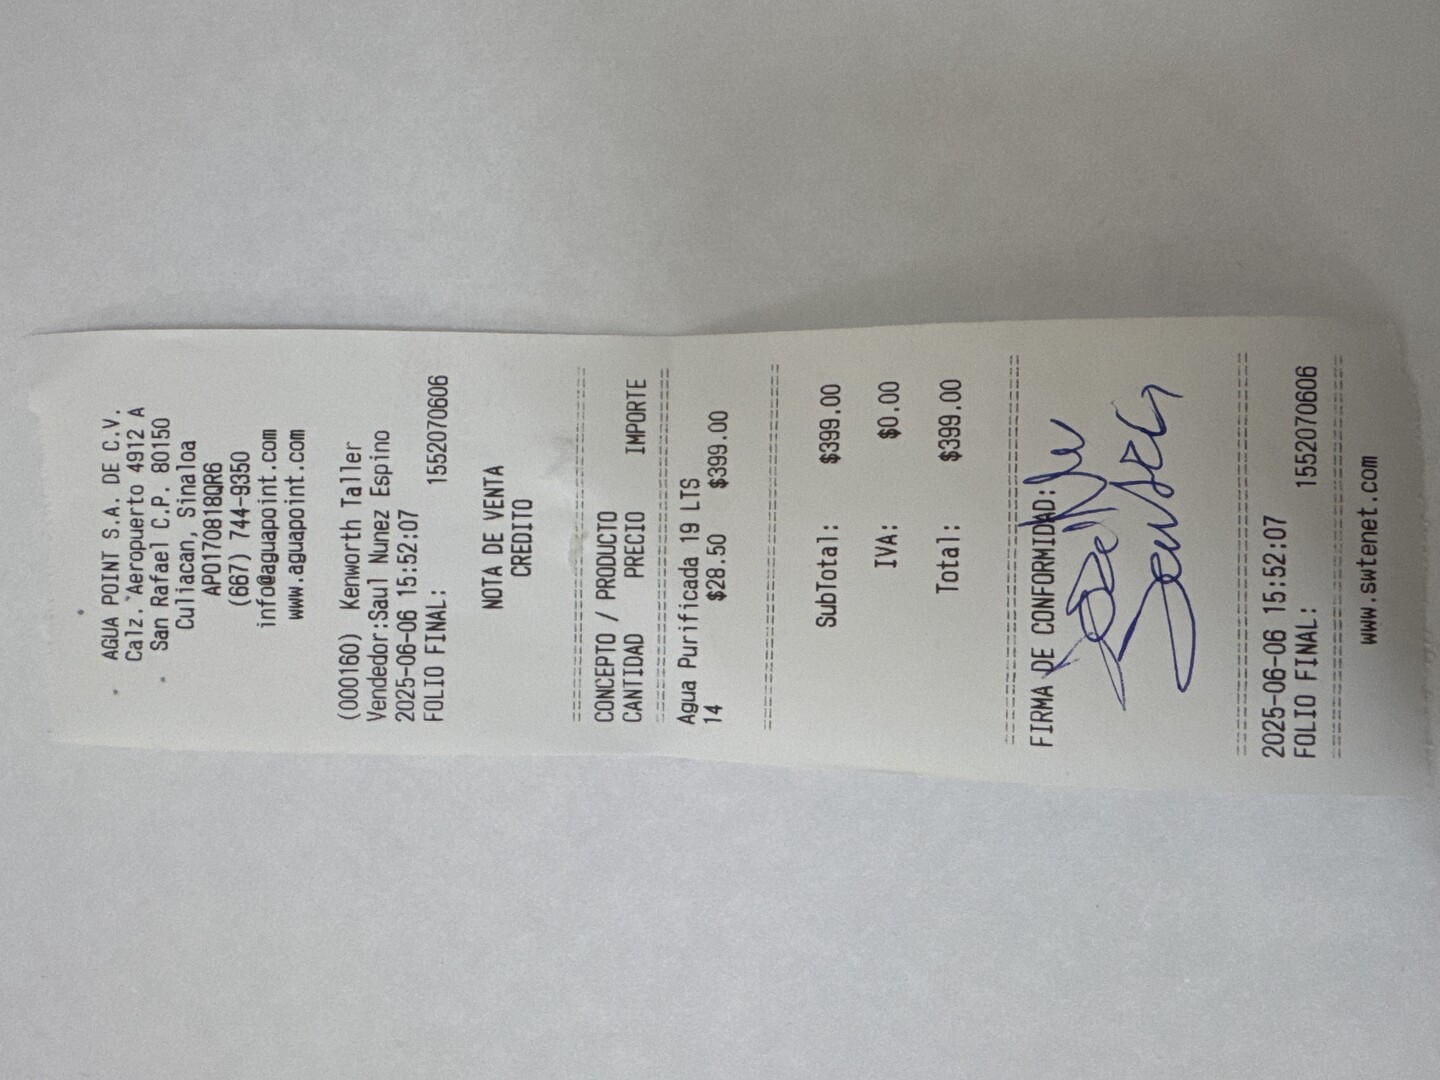 AGUA POINT S.A. DE C.V.
Calz. Aeropuerto 4912 A
San Rafael C.P. 80150
Culiacan, Sinaloa
APO170818QR6
(667) 744-9350
info@aguapoint.com
www.aguapoint.com
(000160) Kenworth Taller
Vendedor:Saul Nunez Espino
2025-06-06 15:52:07
FOLIO FINAL: 1552070606
NOTA DE VENTA
CREDITO
CONCEPTO / PRODUCTO
CANTIDAD PRECIO IMPORTE
Agua Purificada 19 LTS
14 $28.50 $399.00
SubTotal: $399.00
IVA: $0.00
Total: $399.00
FIRMA DE CONFORMIDAD:
2025-06-06 15:52:07
FOLIO FINAL: 1552070606
www.swtenet.com